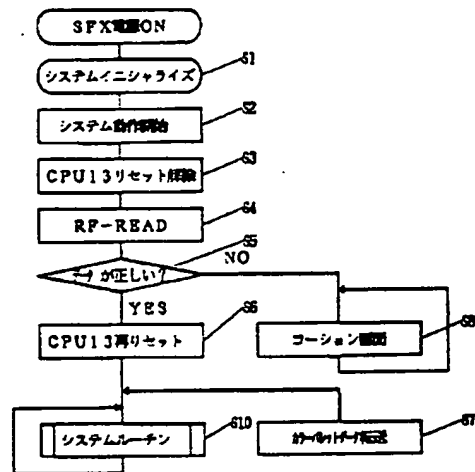 SFX電源ON
システムイニシャライズ
S1
システム動作開始
S2
CPU13リセット解除
S3
RF-READ
S4
データが正しい?
S5
NO
YES
CPU13再リセット
S6
コーション画面
S8
システムルーチン
S10
カラーパレットデータ転送
S7